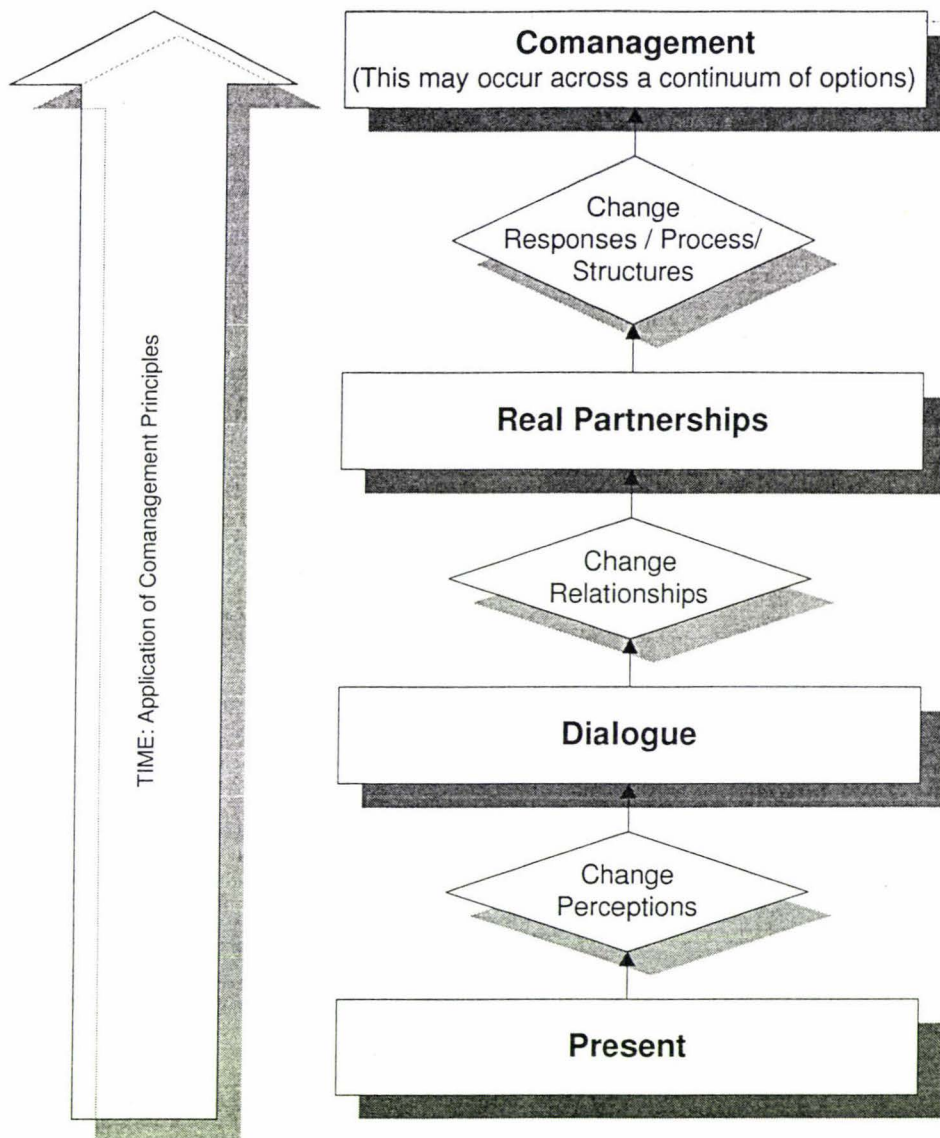 Comanagement
(This may occur across a continuum of options)
Change
Responses / Process/
Structures
Real Partnerships
Change
Relationships
Dialogue
Change
Perceptions
Present
TIME: Application of Comanagement Principles